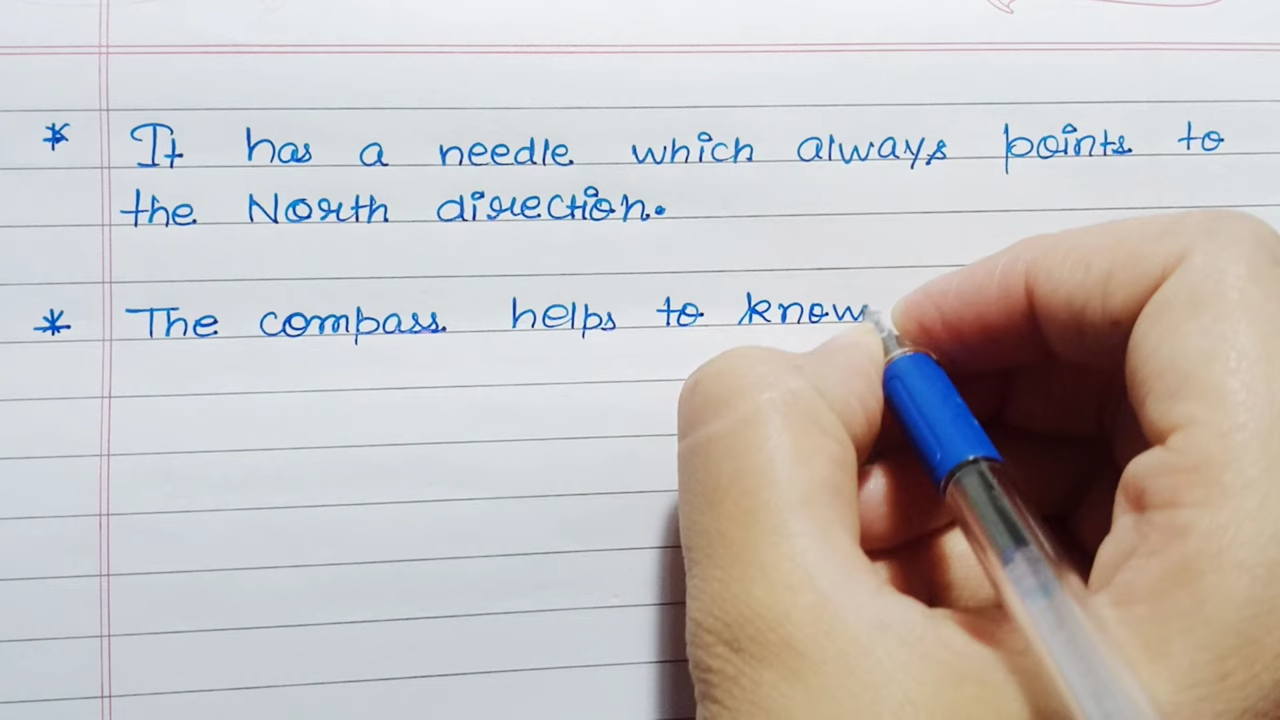 * It has a needle which always points to
the North direction.
* The compass helps to know